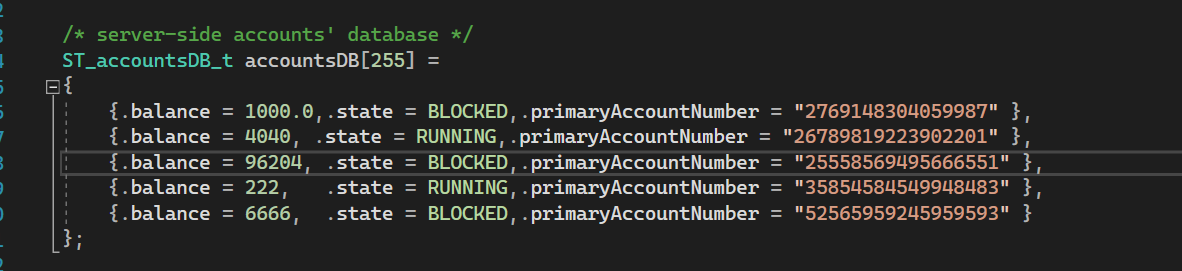 /* server-side accounts' database */
ST_accountsDB_t accountsDB[255] =
{
{.balance = 1000.0,.state = BLOCKED,.primaryAccountNumber = "2769148304059987" },
{.balance = 4040, .state = RUNNING,.primaryAccountNumber = "26789819223902201" },
{.balance = 96204, .state = BLOCKED,.primaryAccountNumber = "25558569495666551" },
{.balance = 222, .state = RUNNING,.primaryAccountNumber = "35854584549948483" },
{.balance = 6666, .state = BLOCKED,.primaryAccountNumber = "52565959245959593" }
};